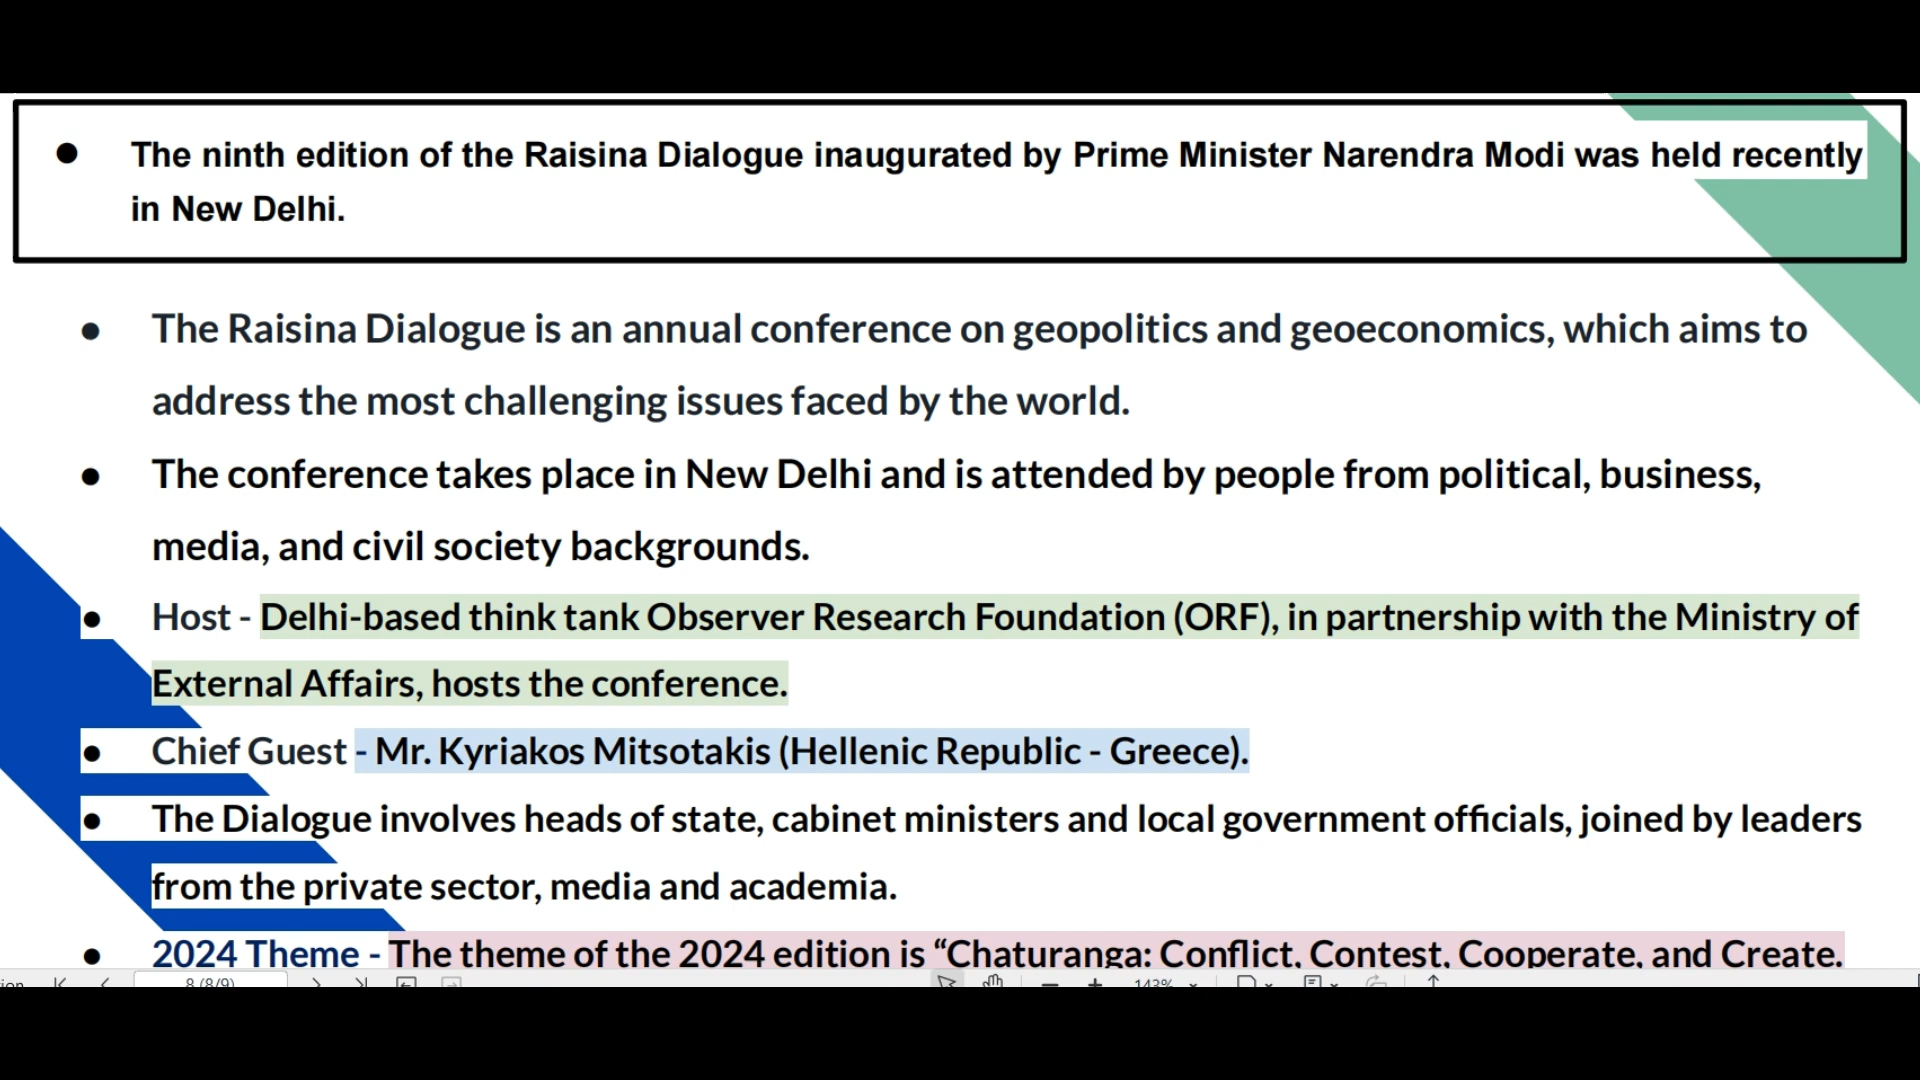 ● The ninth edition of the Raisina Dialogue inaugurated by Prime Minister Narendra Modi was held recently
in New Delhi.
● The Raisina Dialogue is an annual conference on geopolitics and geoeconomics, which aims to
address the most challenging issues faced by the world.
● The conference takes place in New Delhi and is attended by people from political, business,
media, and civil society backgrounds.
● Host - Delhi-based think tank Observer Research Foundation (ORF), in partnership with the Ministry of
External Affairs, hosts the conference.
● Chief Guest - Mr. Kyriakos Mitsotakis (Hellenic Republic - Greece).
● The Dialogue involves heads of state, cabinet ministers and local government officials, joined by leaders
from the private sector, media and academia.
● 2024 Theme - The theme of the 2024 edition is “Chaturanga: Conflict, Contest, Cooperate, and Create.
8 (8/9) 143%